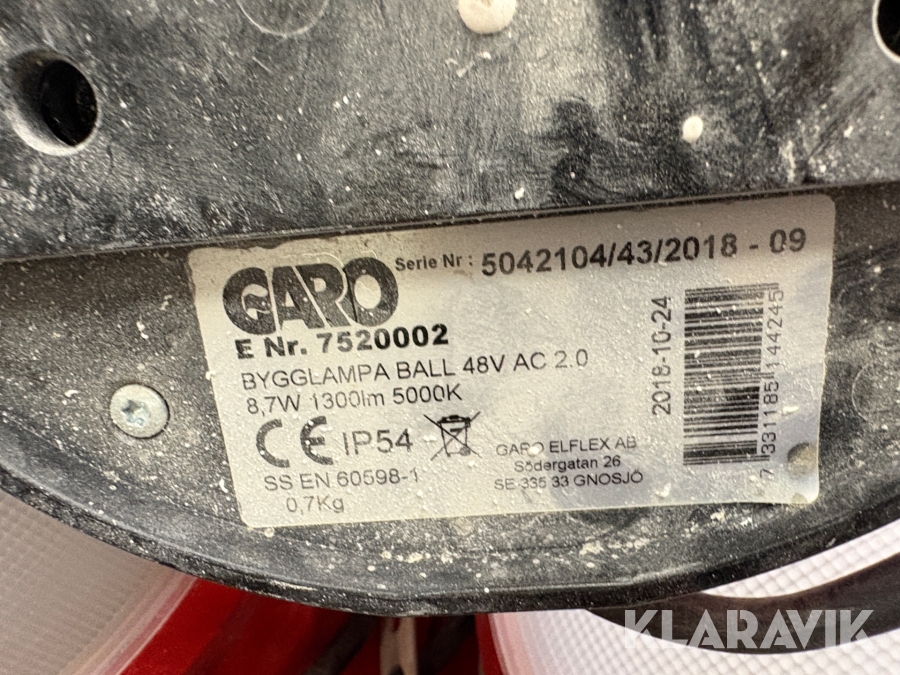 GARO
Serie Nr : 5042104/43/2018 - 09
E Nr. 7520002
BYGGLAMPA BALL 48V AC 2.0
8,7W 1300lm 5000K
CE IP54
SS EN 60598-1
0,7Kg
GARO ELFLEX AB
Södergatan 26
SE-335 33 GNOSJÖ
2018-10-24
7 331185 144245
KLARAVIK